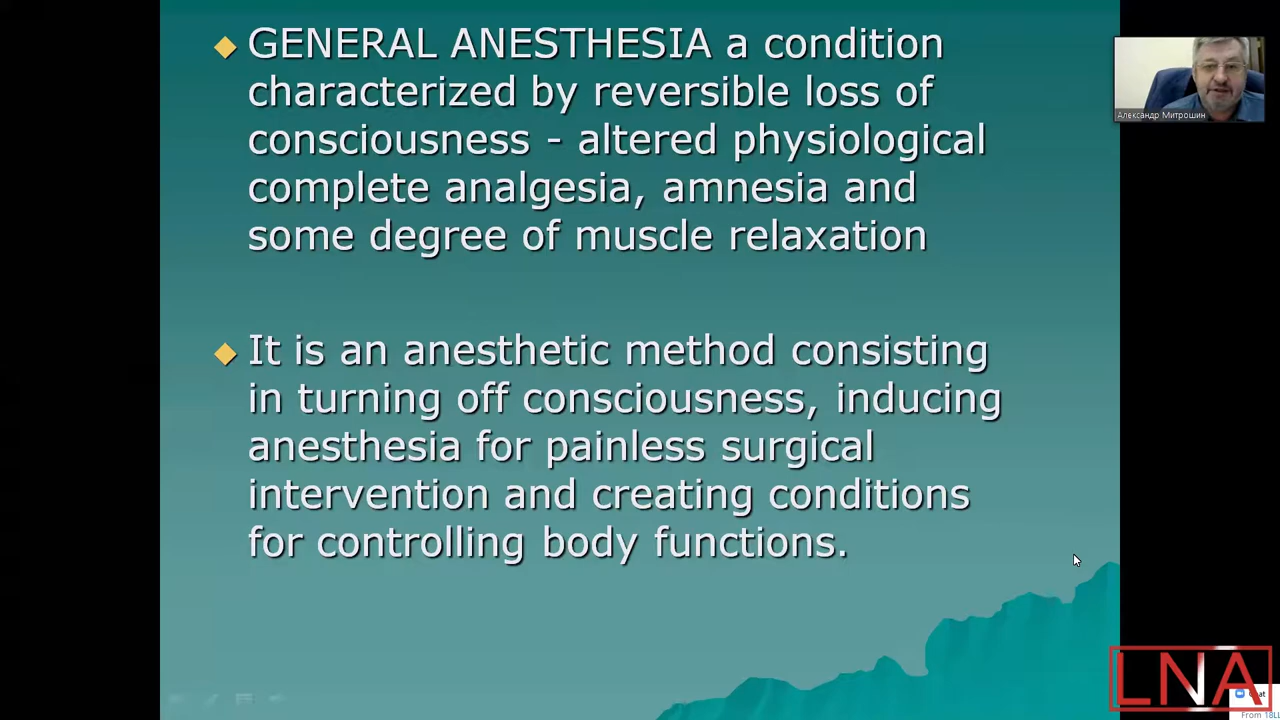 GENERAL ANESTHESIA a condition
characterized by reversible loss of
consciousness - altered physiological
complete analgesia, amnesia and
some degree of muscle relaxation
It is an anesthetic method consisting
in turning off consciousness, inducing
anesthesia for painless surgical
intervention and creating conditions
for controlling body functions.
Александр Митрошин
LNA
From 18LL